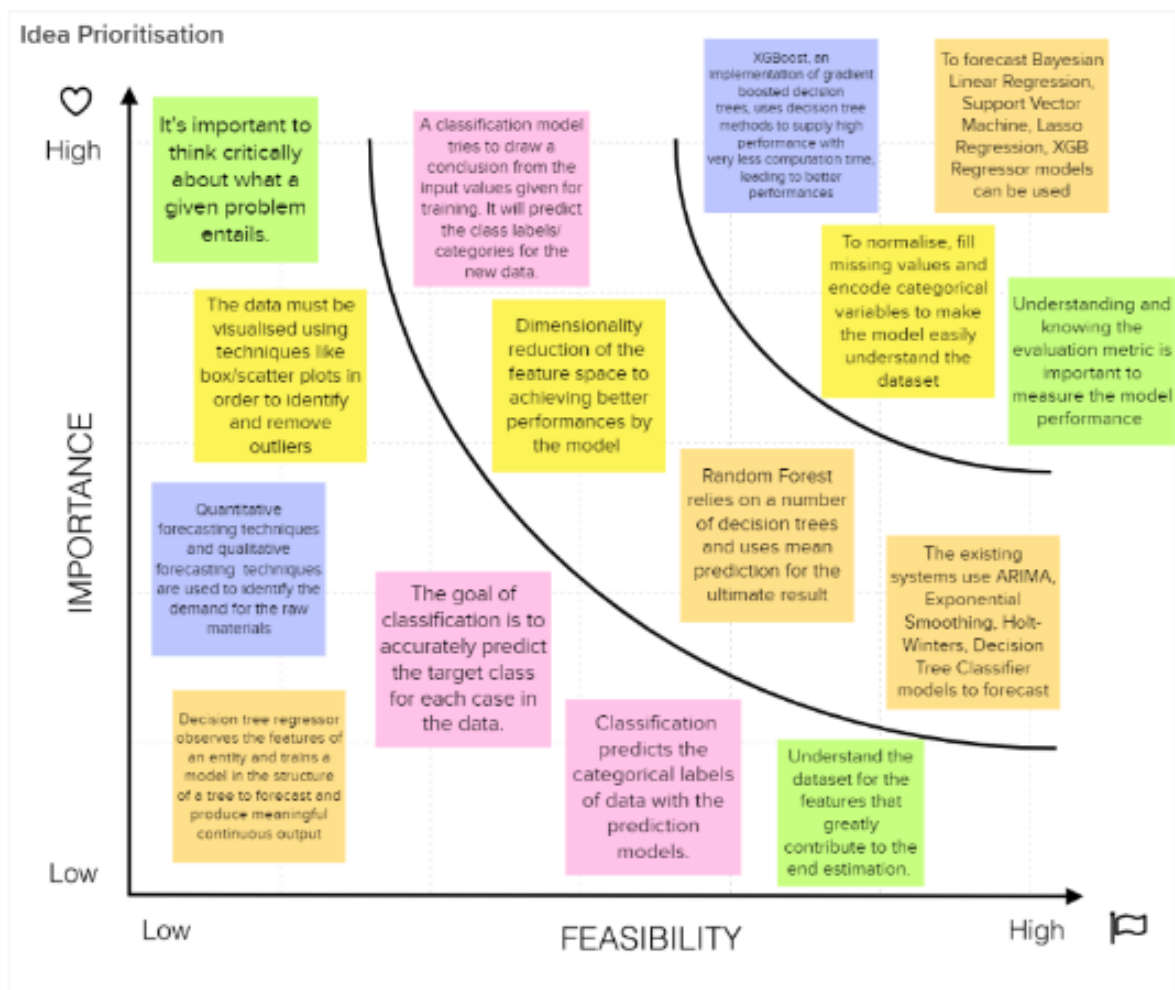 Idea Prioritisation
High
It's important to
think critically
about what a
given problem
entails.
A classification model
tries to draw a
conclusion from the
input values given for
training. It will predict
the class labels/
categories for the
new data.
XGBoost, an
implementation of gradient
boosted decision
trees, uses decision tree
methods to supply high
performance with
very less computation time,
leading to better
performances
To forecast Bayesian
Linear Regression,
Support Vector
Machine, Lasso
Regression, XGB
Regressor models
can be used
The data must be
visualised using
techniques like
box/scatter plots in
order to identify
and remove
outliers
Dimensionality
reduction of the
feature space to
achieving better
performances by
the model
To normalise, fill
missing values and
encode categorical
variables to make
the model easily
understand the
dataset
Understanding and
knowing the
evaluation metric is
important to
measure the model
performance
IMPORTANCE
Quantitative
forecasting techniques
and qualitative
forecasting techniques
are used to identify the
demand for the raw
materials
The goal of
classification is to
accurately predict
the target class
for each case in
the data.
Random Forest
relies on a number
of decision trees
and uses mean
prediction for the
ultimate result
The existing
systems use ARIMA,
Exponential
Smoothing, Holt-
Winters, Decision
Tree Classifier
models to forecast
Decision tree regressor
observes the features of
an entity and trains a
model in the structure
of a tree to forecast and
produce meaningful
continuous output
Classification
predicts the
categorical labels
of data with the
prediction
models.
Understand the
dataset for the
features that
greatly
contribute to the
end estimation.
Low
Low
FEASIBILITY
High